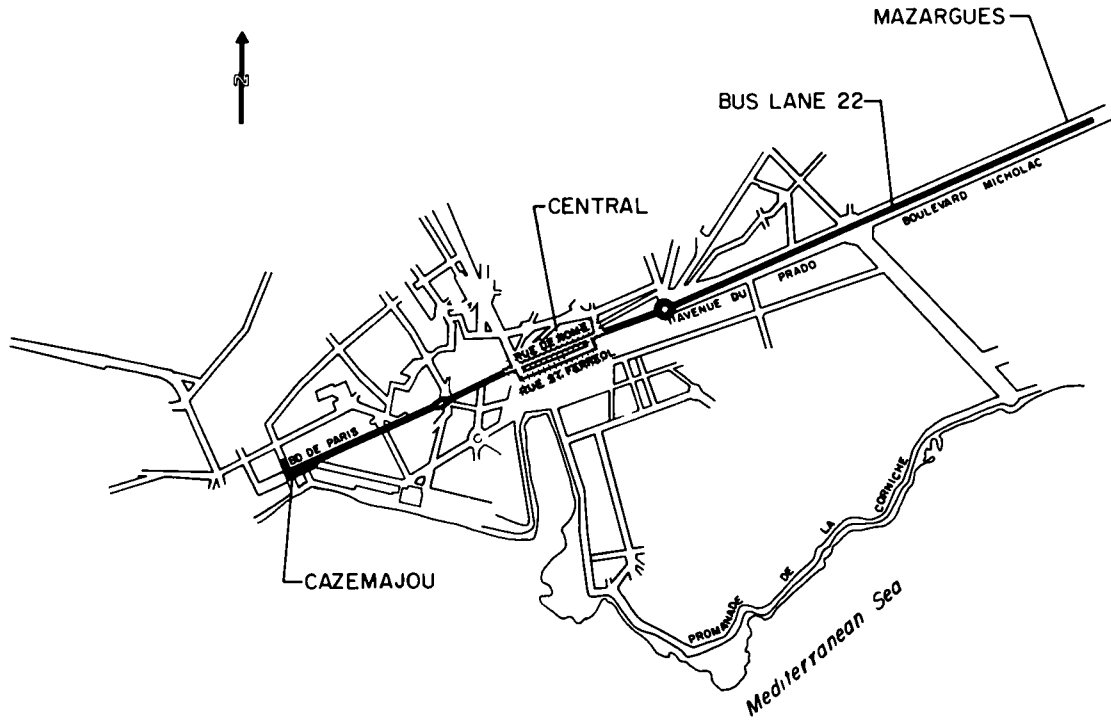 MAZARGUES
N
BUS LANE 22
BOULEVARD MICHOLAC
CENTRAL
AVENUE DU PRADO
RUE DE ROME
RUE ST. FERREOL
BD DE PARIS
CAZEMAJOU
PROMANADE DE LA CORNICHE
Mediterranean Sea